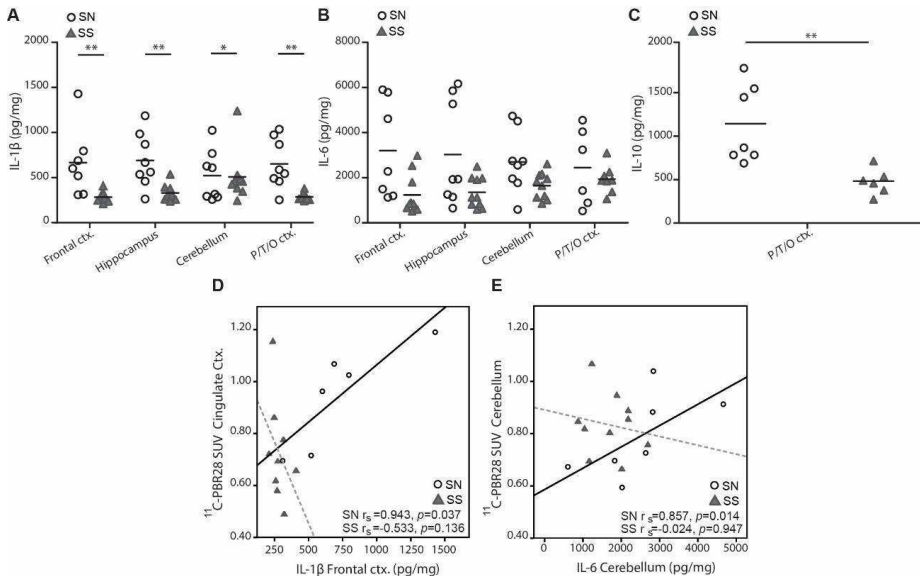 A
SN
SS
2000
1500
1000
500
0
IL-1β (pg/mg)
**
**
*
**
Frontal ctx.
Hippocampus
Cerebellum
P/T/O ctx.
B
SN
SS
8000
6000
4000
2000
0
IL-6 (pg/mg)
Frontal ctx.
Hippocampus
Cerebellum
P/T/O ctx.
C
SN
SS
2000
1500
1000
500
0
IL-10 (pg/mg)
**
P/T/O ctx.
D
1.20
1.00
0.80
0.60
0.40
11C-PBR28 SUV Cingulate Ctx.
SN
SS
SN rs=0.943, p=0.037
SS rs=-0.533, p=0.136
250 500 750 1000 1250 1500
IL-1β Frontal ctx. (pg/mg)
E
1.20
1.00
0.80
0.60
0.40
11C-PBR28 SUV Cerebellum
SN
SS
SN rs=0.857, p=0.014
SS rs=-0.024, p=0.947
0 1000 2000 3000 4000 5000
IL-6 Cerebellum (pg/mg)